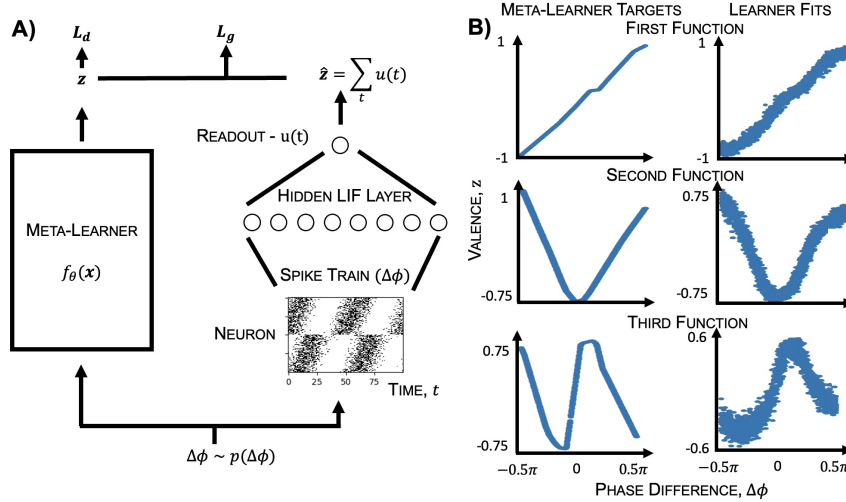 A)
L_d
L_g
z
ẑ = ∑_t u(t)
READOUT - u(t)
HIDDEN LIF LAYER
META-LEARNER
f_θ(x)
SPIKE TRAIN (Δϕ)
NEURON
0 25 50 75
TIME, t
Δϕ ~ p(Δϕ)
B)
META-LEARNER TARGETS
LEARNER FITS
FIRST FUNCTION
1
-1
1
-1
SECOND FUNCTION
1
-0.75
0.75
-0.75
VALENCE, z
THIRD FUNCTION
0.75
-0.75
0.6
-0.6
−0.5π 0 0.5π
−0.5π 0 0.5π
PHASE DIFFERENCE, Δϕ